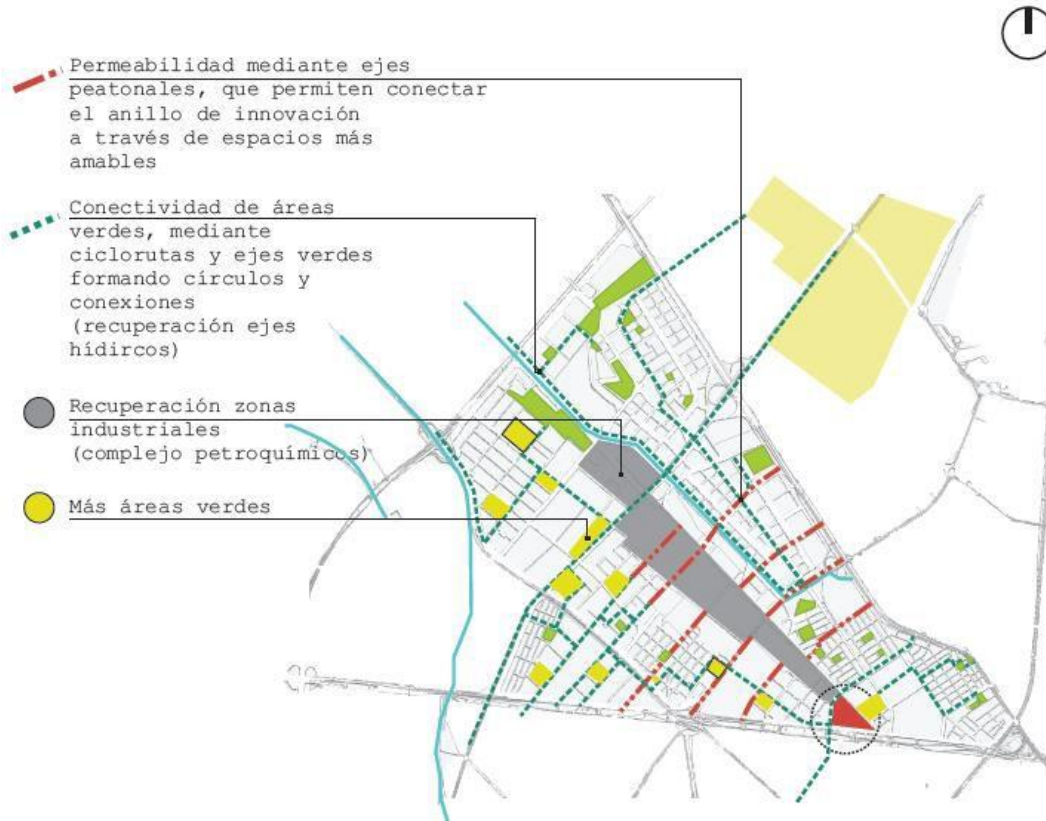 Permeabilidad mediante ejes
peatonales, que permiten conectar
el anillo de innovación
a través de espacios más
amables
Conectividad de áreas
verdes, mediante
ciclorutas y ejes verdes
formando círculos y
conexiones
(recuperación ejes
hídircos)
Recuperación zonas
industriales
(complejo petroquímicos)
Más áreas verdes